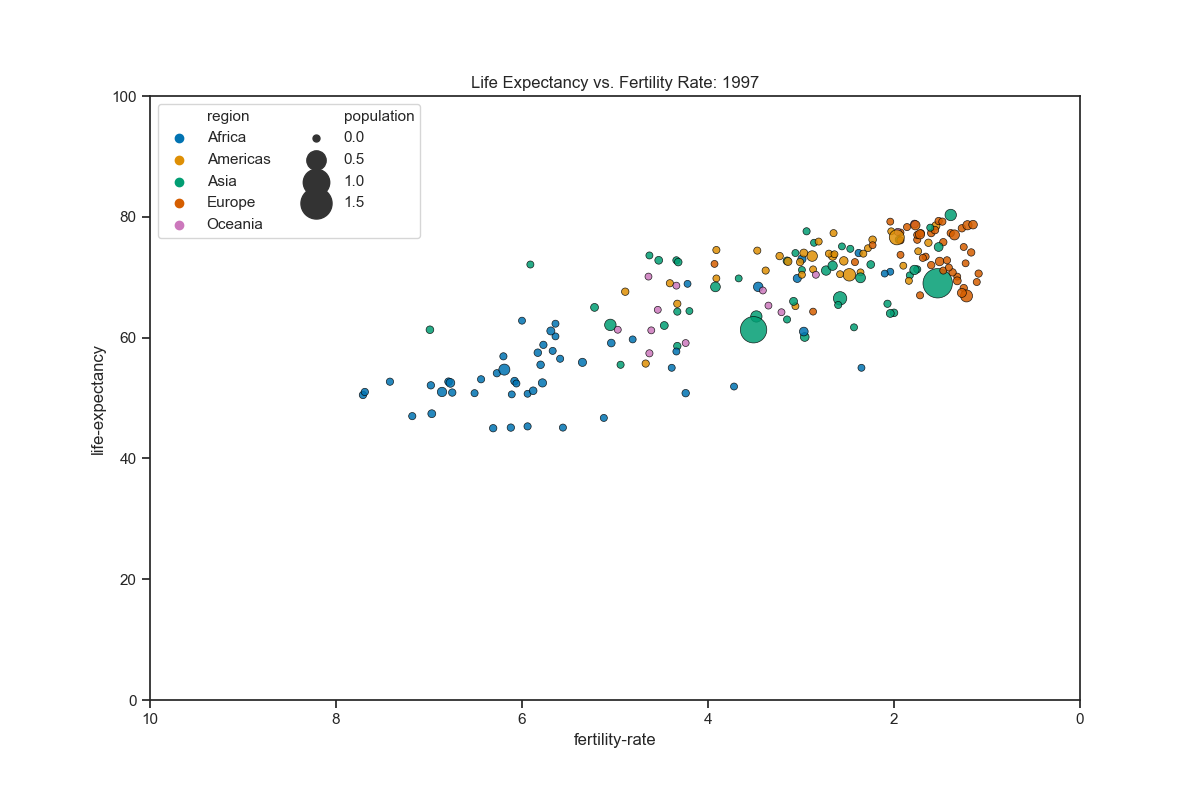 Life Expectancy vs. Fertility Rate: 1997
region population
Africa 0.0
Americas 0.5
Asia 1.0
Europe 1.5
Oceania
100
80
60
40
20
0
life-expectancy
10 8 6 4 2 0
fertility-rate